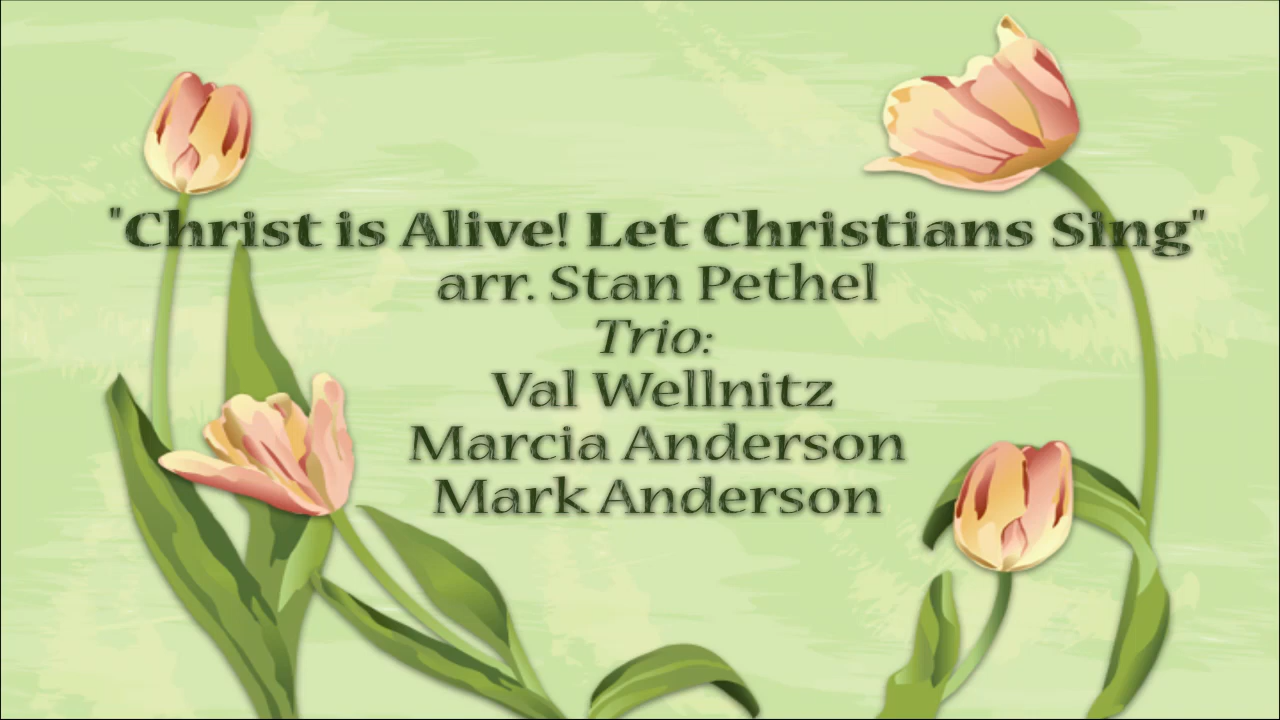 "Christ is Alive! Let Christians Sing"
arr. Stan Pethel
Trio:
Val Wellnitz
Marcia Anderson
Mark Anderson